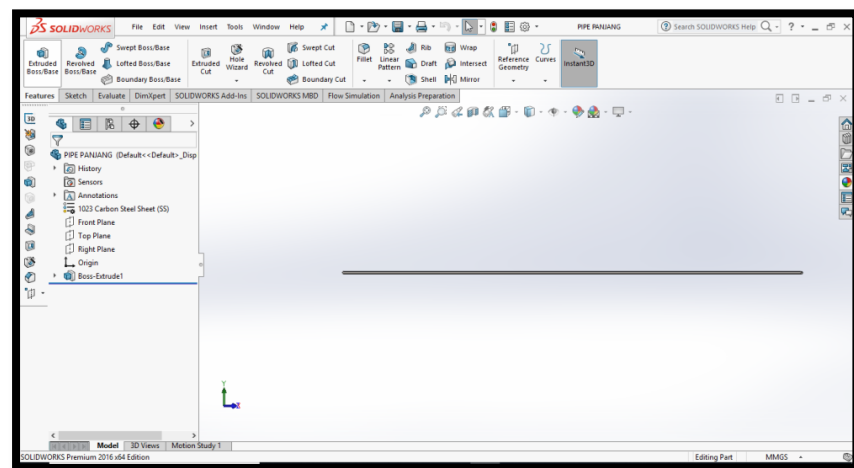 SOLIDWORKS File Edit View Insert Tools Window Help PIPE PANJANG Search SOLIDWORKS Help
Extruded Boss/Base
Revolved Boss/Base
Swept Boss/Base
Lofted Boss/Base
Boundary Boss/Base
Extruded Cut
Hole Wizard
Revolved Cut
Swept Cut
Lofted Cut
Boundary Cut
Fillet
Linear Pattern
Rib
Draft
Shell
Wrap
Intersect
Mirror
Reference Geometry
Curves
Instant3D
Features Sketch Evaluate DimXpert SOLIDWORKS Add-Ins SOLIDWORKS MBD Flow Simulation Analysis Preparation
PIPE PANJANG (Default<<Default>_Disp
History
Sensors
Annotations
1023 Carbon Steel Sheet (SS)
Front Plane
Top Plane
Right Plane
Origin
Boss-Extrude1
Y
Z
Model 3D Views Motion Study 1
SOLIDWORKS Premium 2016 x64 Edition Editing Part MMGS